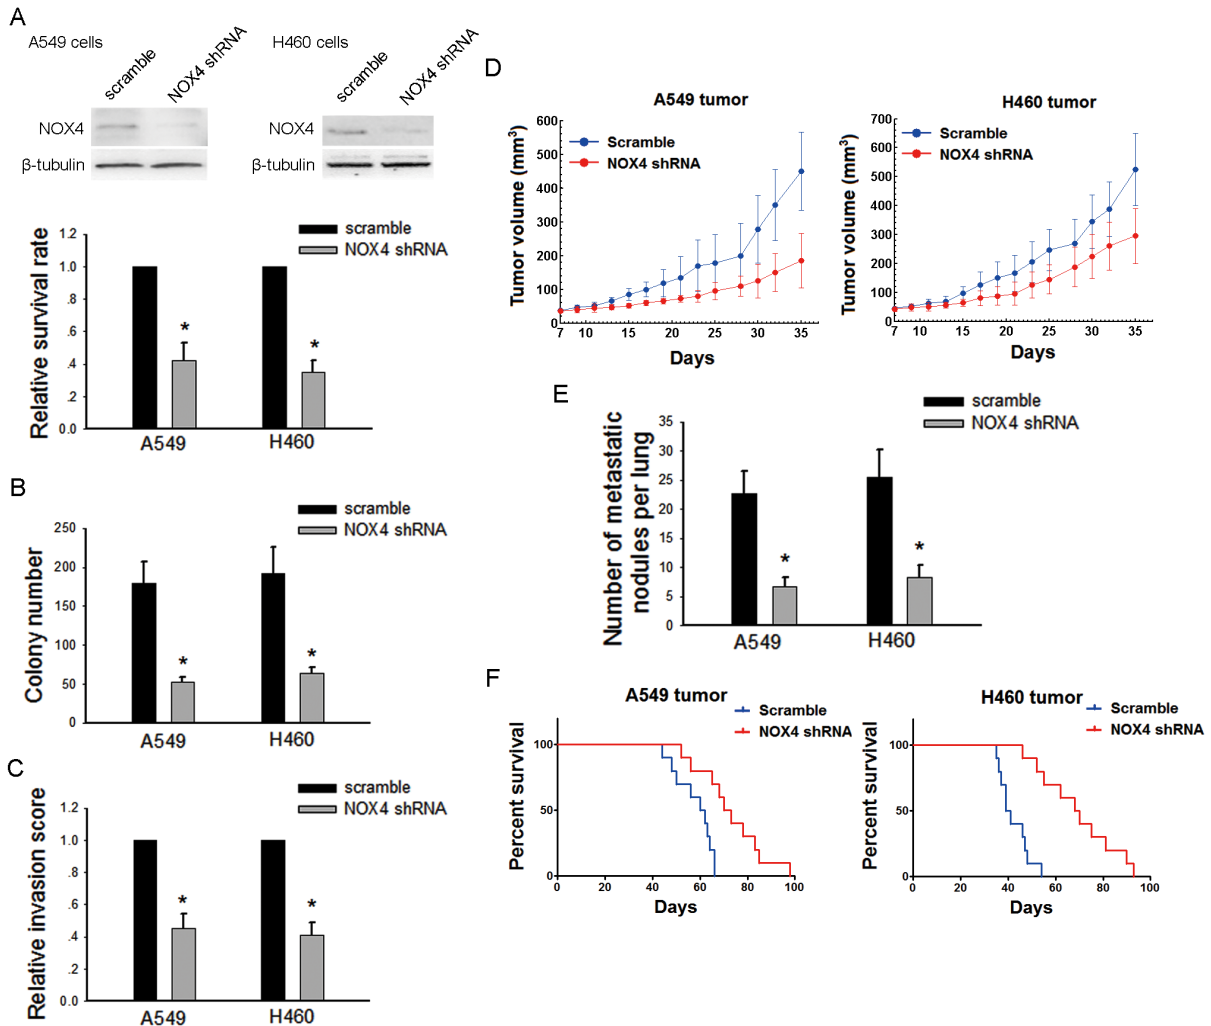 A
A549 cells
scramble
NOX4 shRNA
NOX4
β-tubulin
H460 cells
scramble
NOX4 shRNA
NOX4
β-tubulin
scramble
NOX4 shRNA
Relative survival rate
1.2
1.0
.8
.6
.4
.2
0.0
*
*
A549
H460
B
scramble
NOX4 shRNA
Colony number
250
200
150
100
50
0
*
*
A549
H460
C
scramble
NOX4 shRNA
Relative invasion score
1.2
1.0
.8
.6
.4
.2
0.0
*
*
A549
H460
D
A549 tumor
Scramble
NOX4 shRNA
Tumor volume (mm³)
600
500
400
300
200
100
0
7 10 15 20 25 30 35
Days
H460 tumor
Scramble
NOX4 shRNA
Tumor volume (mm³)
700
600
500
400
300
200
100
0
7 10 15 20 25 30 35
Days
E
scramble
NOX4 shRNA
Number of metastatic
nodules per lung
35
30
25
20
15
10
5
0
*
*
A549
H460
F
A549 tumor
Scramble
NOX4 shRNA
Percent survival
100
50
0
0 20 40 60 80 100
Days
H460 tumor
Scramble
NOX4 shRNA
Percent survival
100
50
0
0 20 40 60 80 100
Days